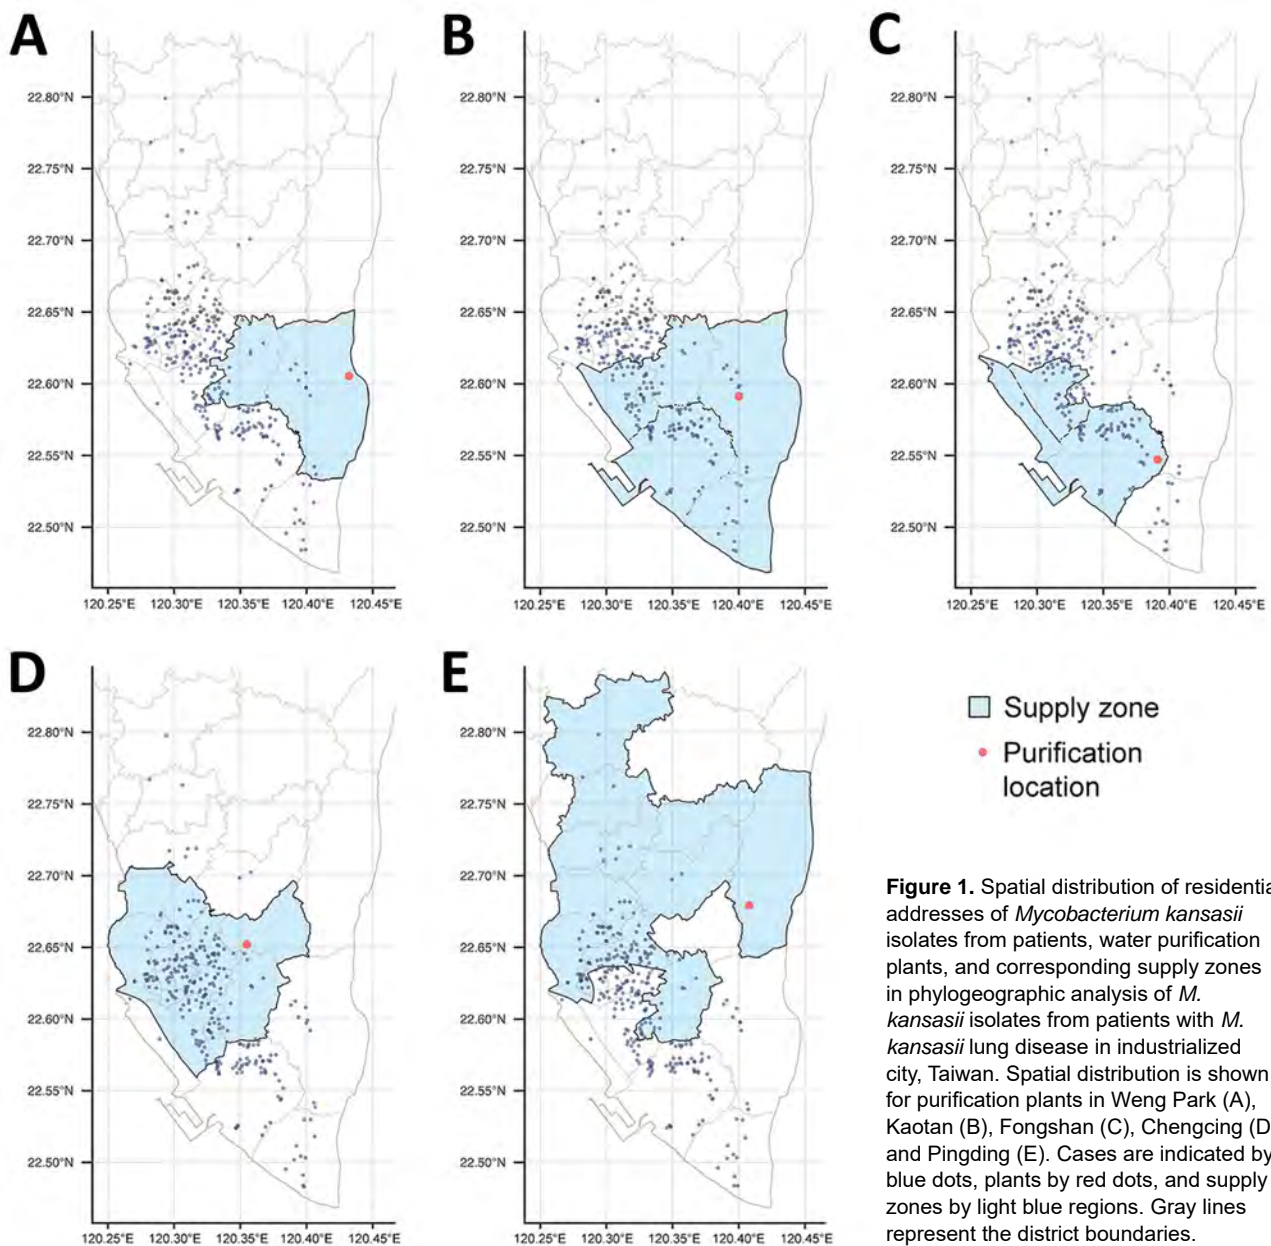 A
B
C
22.80°N
22.75°N
22.70°N
22.65°N
22.60°N
22.55°N
22.50°N
120.25°E 120.30°E 120.35°E 120.40°E 120.45°E
22.80°N
22.75°N
22.70°N
22.65°N
22.60°N
22.55°N
22.50°N
120.25°E 120.30°E 120.35°E 120.40°E 120.45°E
22.80°N
22.75°N
22.70°N
22.65°N
22.60°N
22.55°N
22.50°N
120.25°E 120.30°E 120.35°E 120.40°E 120.45°E
D
E
22.80°N
22.75°N
22.70°N
22.65°N
22.60°N
22.55°N
22.50°N
120.25°E 120.30°E 120.35°E 120.40°E 120.45°E
22.80°N
22.75°N
22.70°N
22.65°N
22.60°N
22.55°N
22.50°N
120.25°E 120.30°E 120.35°E 120.40°E 120.45°E
Supply zone
Purification
location
Figure 1. Spatial distribution of residentia
addresses of Mycobacterium kansasii
isolates from patients, water purification
plants, and corresponding supply zones
in phylogeographic analysis of M.
kansasii isolates from patients with M.
kansasii lung disease in industrialized
city, Taiwan. Spatial distribution is shown
for purification plants in Weng Park (A),
Kaotan (B), Fongshan (C), Chengcing (D
and Pingding (E). Cases are indicated by
blue dots, plants by red dots, and supply
zones by light blue regions. Gray lines
represent the district boundaries.